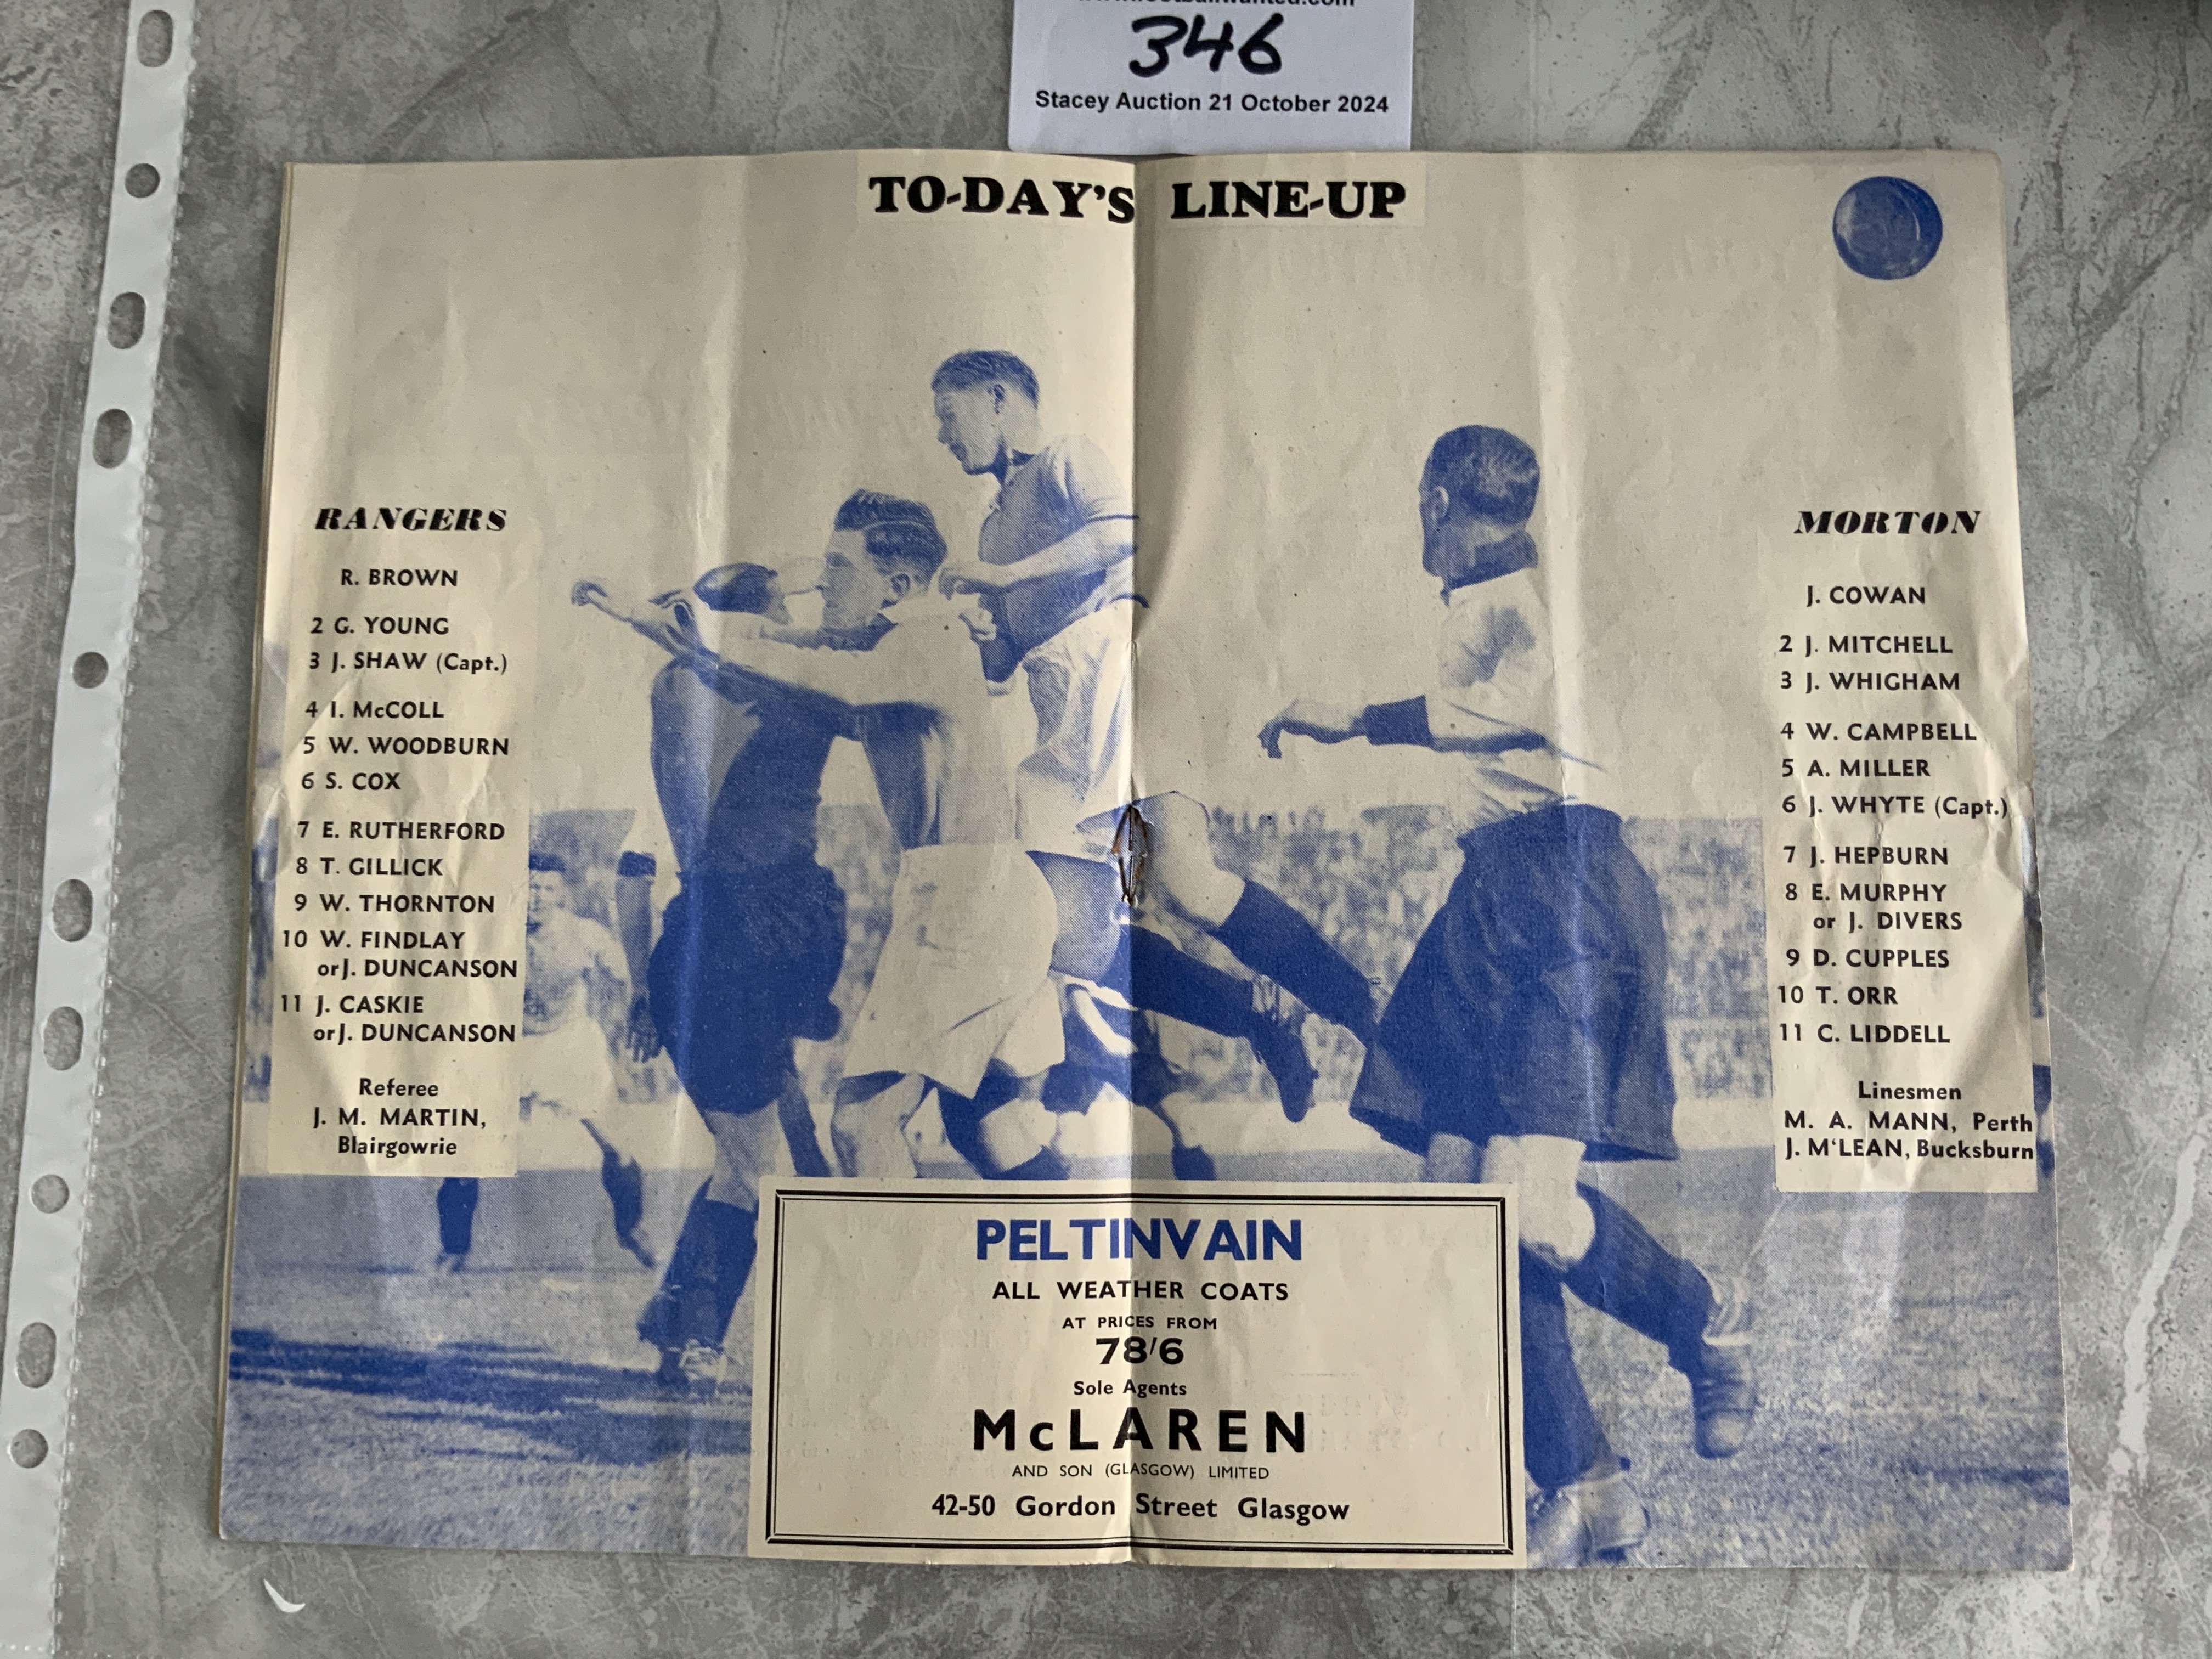 346
Stacey Auction 21 October 2024
TO-DAY'S LINE-UP
RANGERS
R. BROWN
2 G. YOUNG
3 J. SHAW (Capt.)
4 I. McCOLL
5 W. WOODBURN
6 S. COX
7 E. RUTHERFORD
8 T. GILLICK
9 W. THORNTON
10 W. FINDLAY
or J. DUNCANSON
11 J. CASKIE
or J. DUNCANSON
Referee
J. M. MARTIN,
Blairgowrie
MORTON
J. COWAN
2 J. MITCHELL
3 J. WHIGHAM
4 W. CAMPBELL
5 A. MILLER
6 J. WHYTE (Capt.)
7 J. HEPBURN
8 E. MURPHY
or J. DIVERS
9 D. CUPPLES
10 T. ORR
11 C. LIDDELL
Linesmen
M. A. MANN, Perth
J. M'LEAN, Bucksburn
PELTINVAIN
ALL WEATHER COATS
AT PRICES FROM
78/6
Sole Agents
McLAREN
AND SON (GLASGOW) LIMITED
42-50 Gordon Street Glasgow